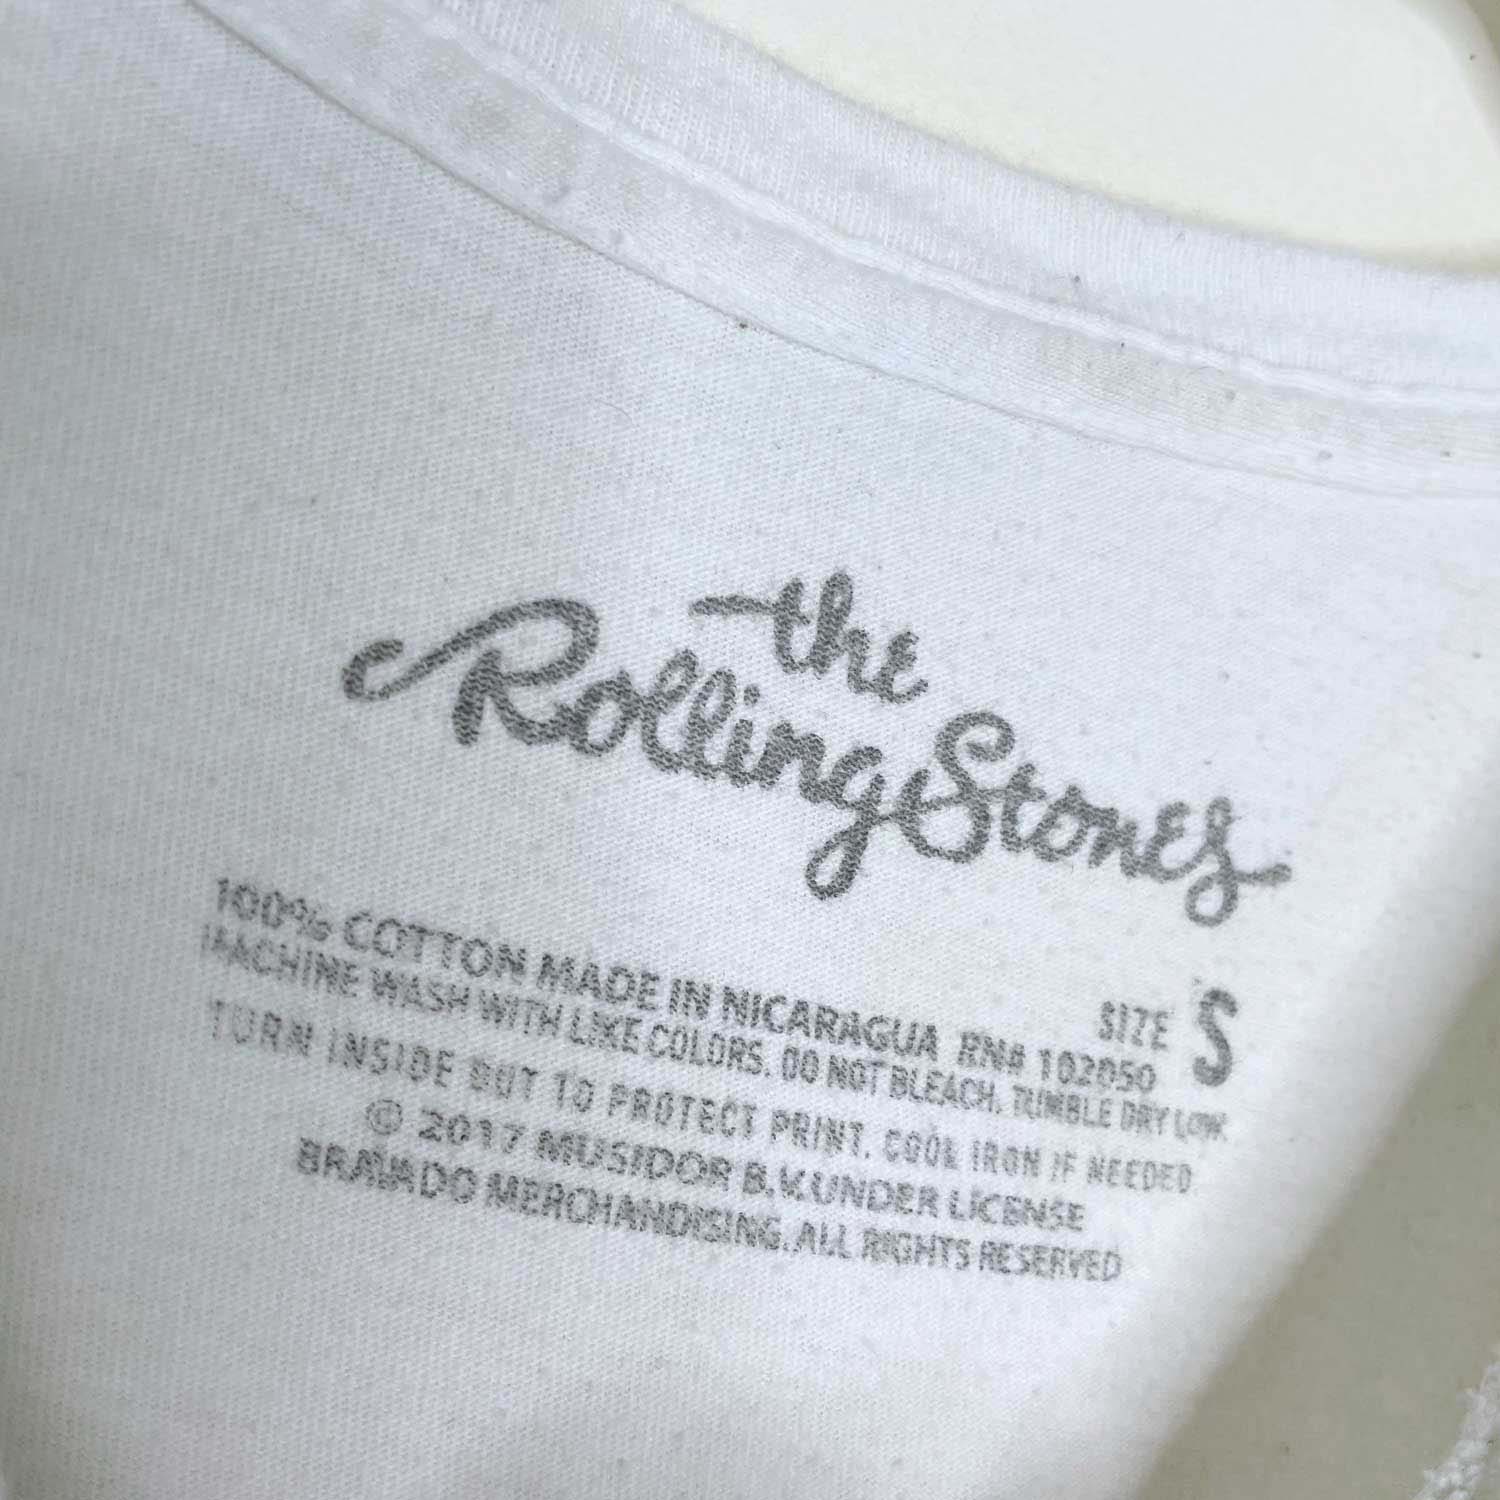 the
Rolling Stones
SIZE S
100% COTTON MADE IN NICARAGUA RN# 102050
MACHINE WASH WITH LIKE COLORS. DO NOT BLEACH. TUMBLE DRY LOW.
TURN INSIDE OUT TO PROTECT PRINT. COOL IRON IF NEEDED
© 2017 MUSIDOR B.V.UNDER LICENSE
BRAVADO MERCHANDISING. ALL RIGHTS RESERVED